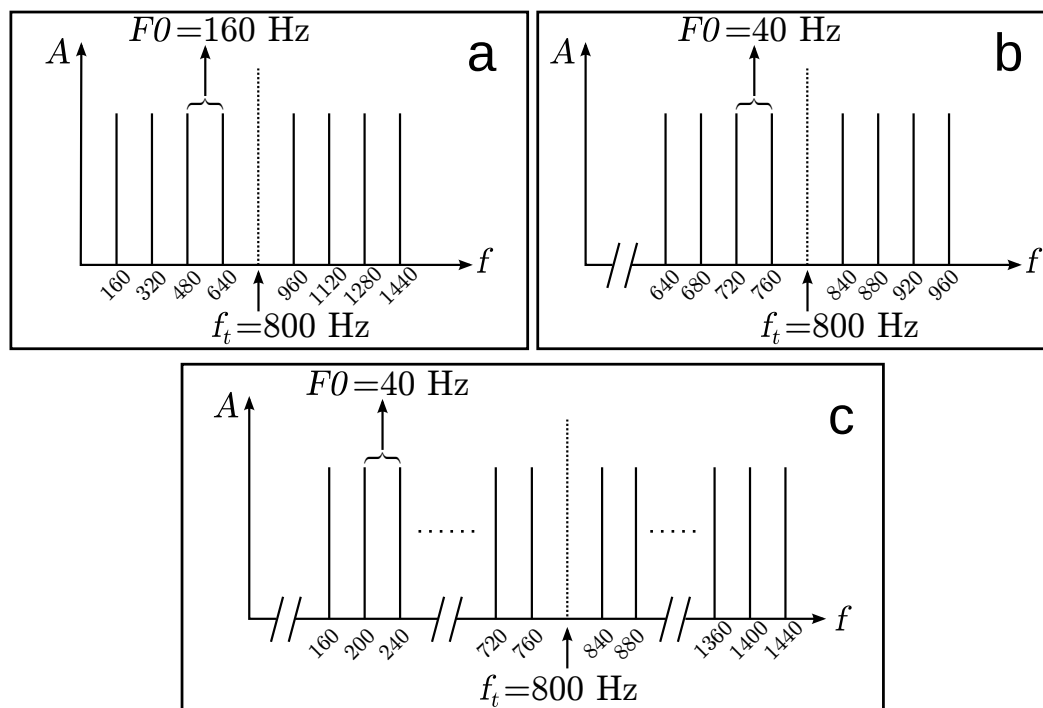 F0=160 Hz
A
a
160 320 480 640 960 1120 1280 1440
f
f_t=800 Hz
F0=40 Hz
A
b
640 680 720 760 840 880 920 960
f
f_t=800 Hz
F0=40 Hz
A
c
......
......
160 200 240 720 760 840 880 1360 1400 1440
f
f_t=800 Hz